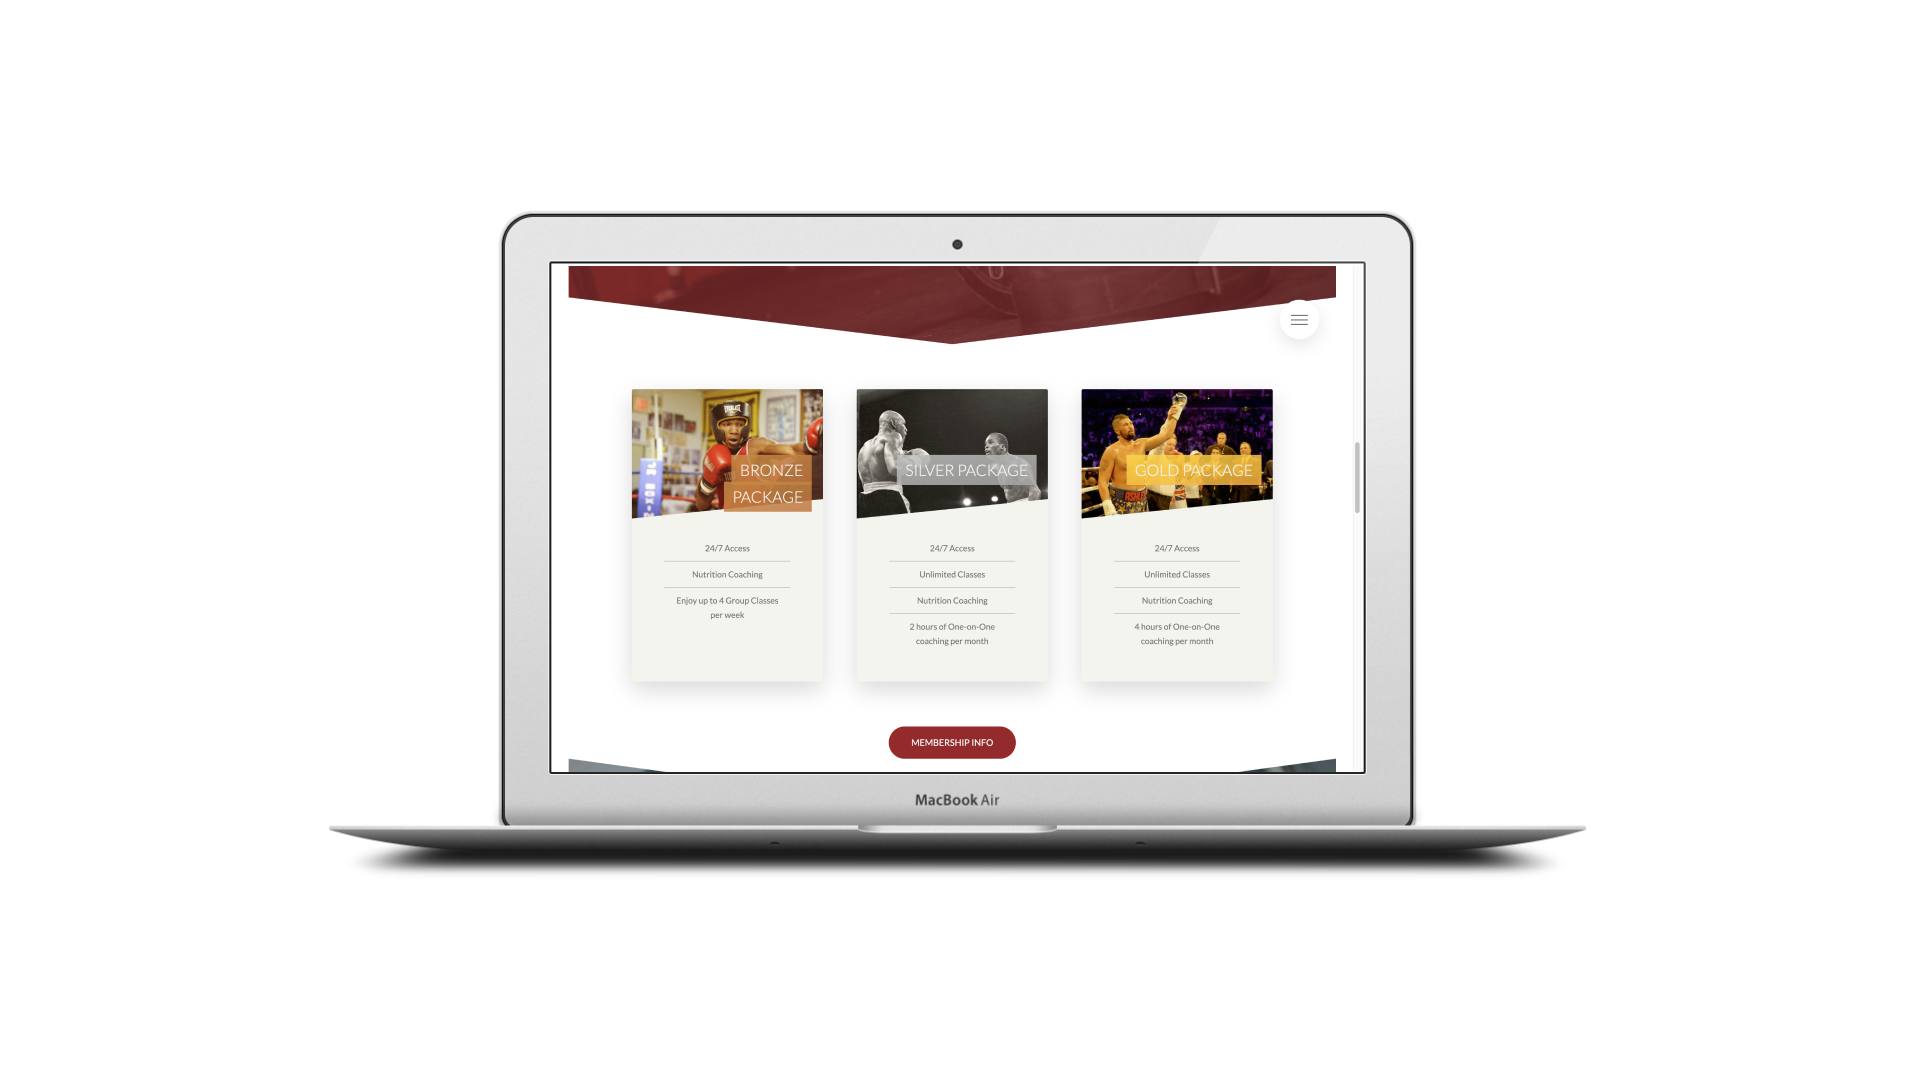 BRONZE
PACKAGE
24/7 Access
Nutrition Coaching
Enjoy up to 4 Group Classes
per week
SILVER PACKAGE
24/7 Access
Unlimited Classes
Nutrition Coaching
2 hours of One-on-One
coaching per month
GOLD PACKAGE
24/7 Access
Unlimited Classes
Nutrition Coaching
4 hours of One-on-One
coaching per month
MEMBERSHIP INFO
MacBook Air